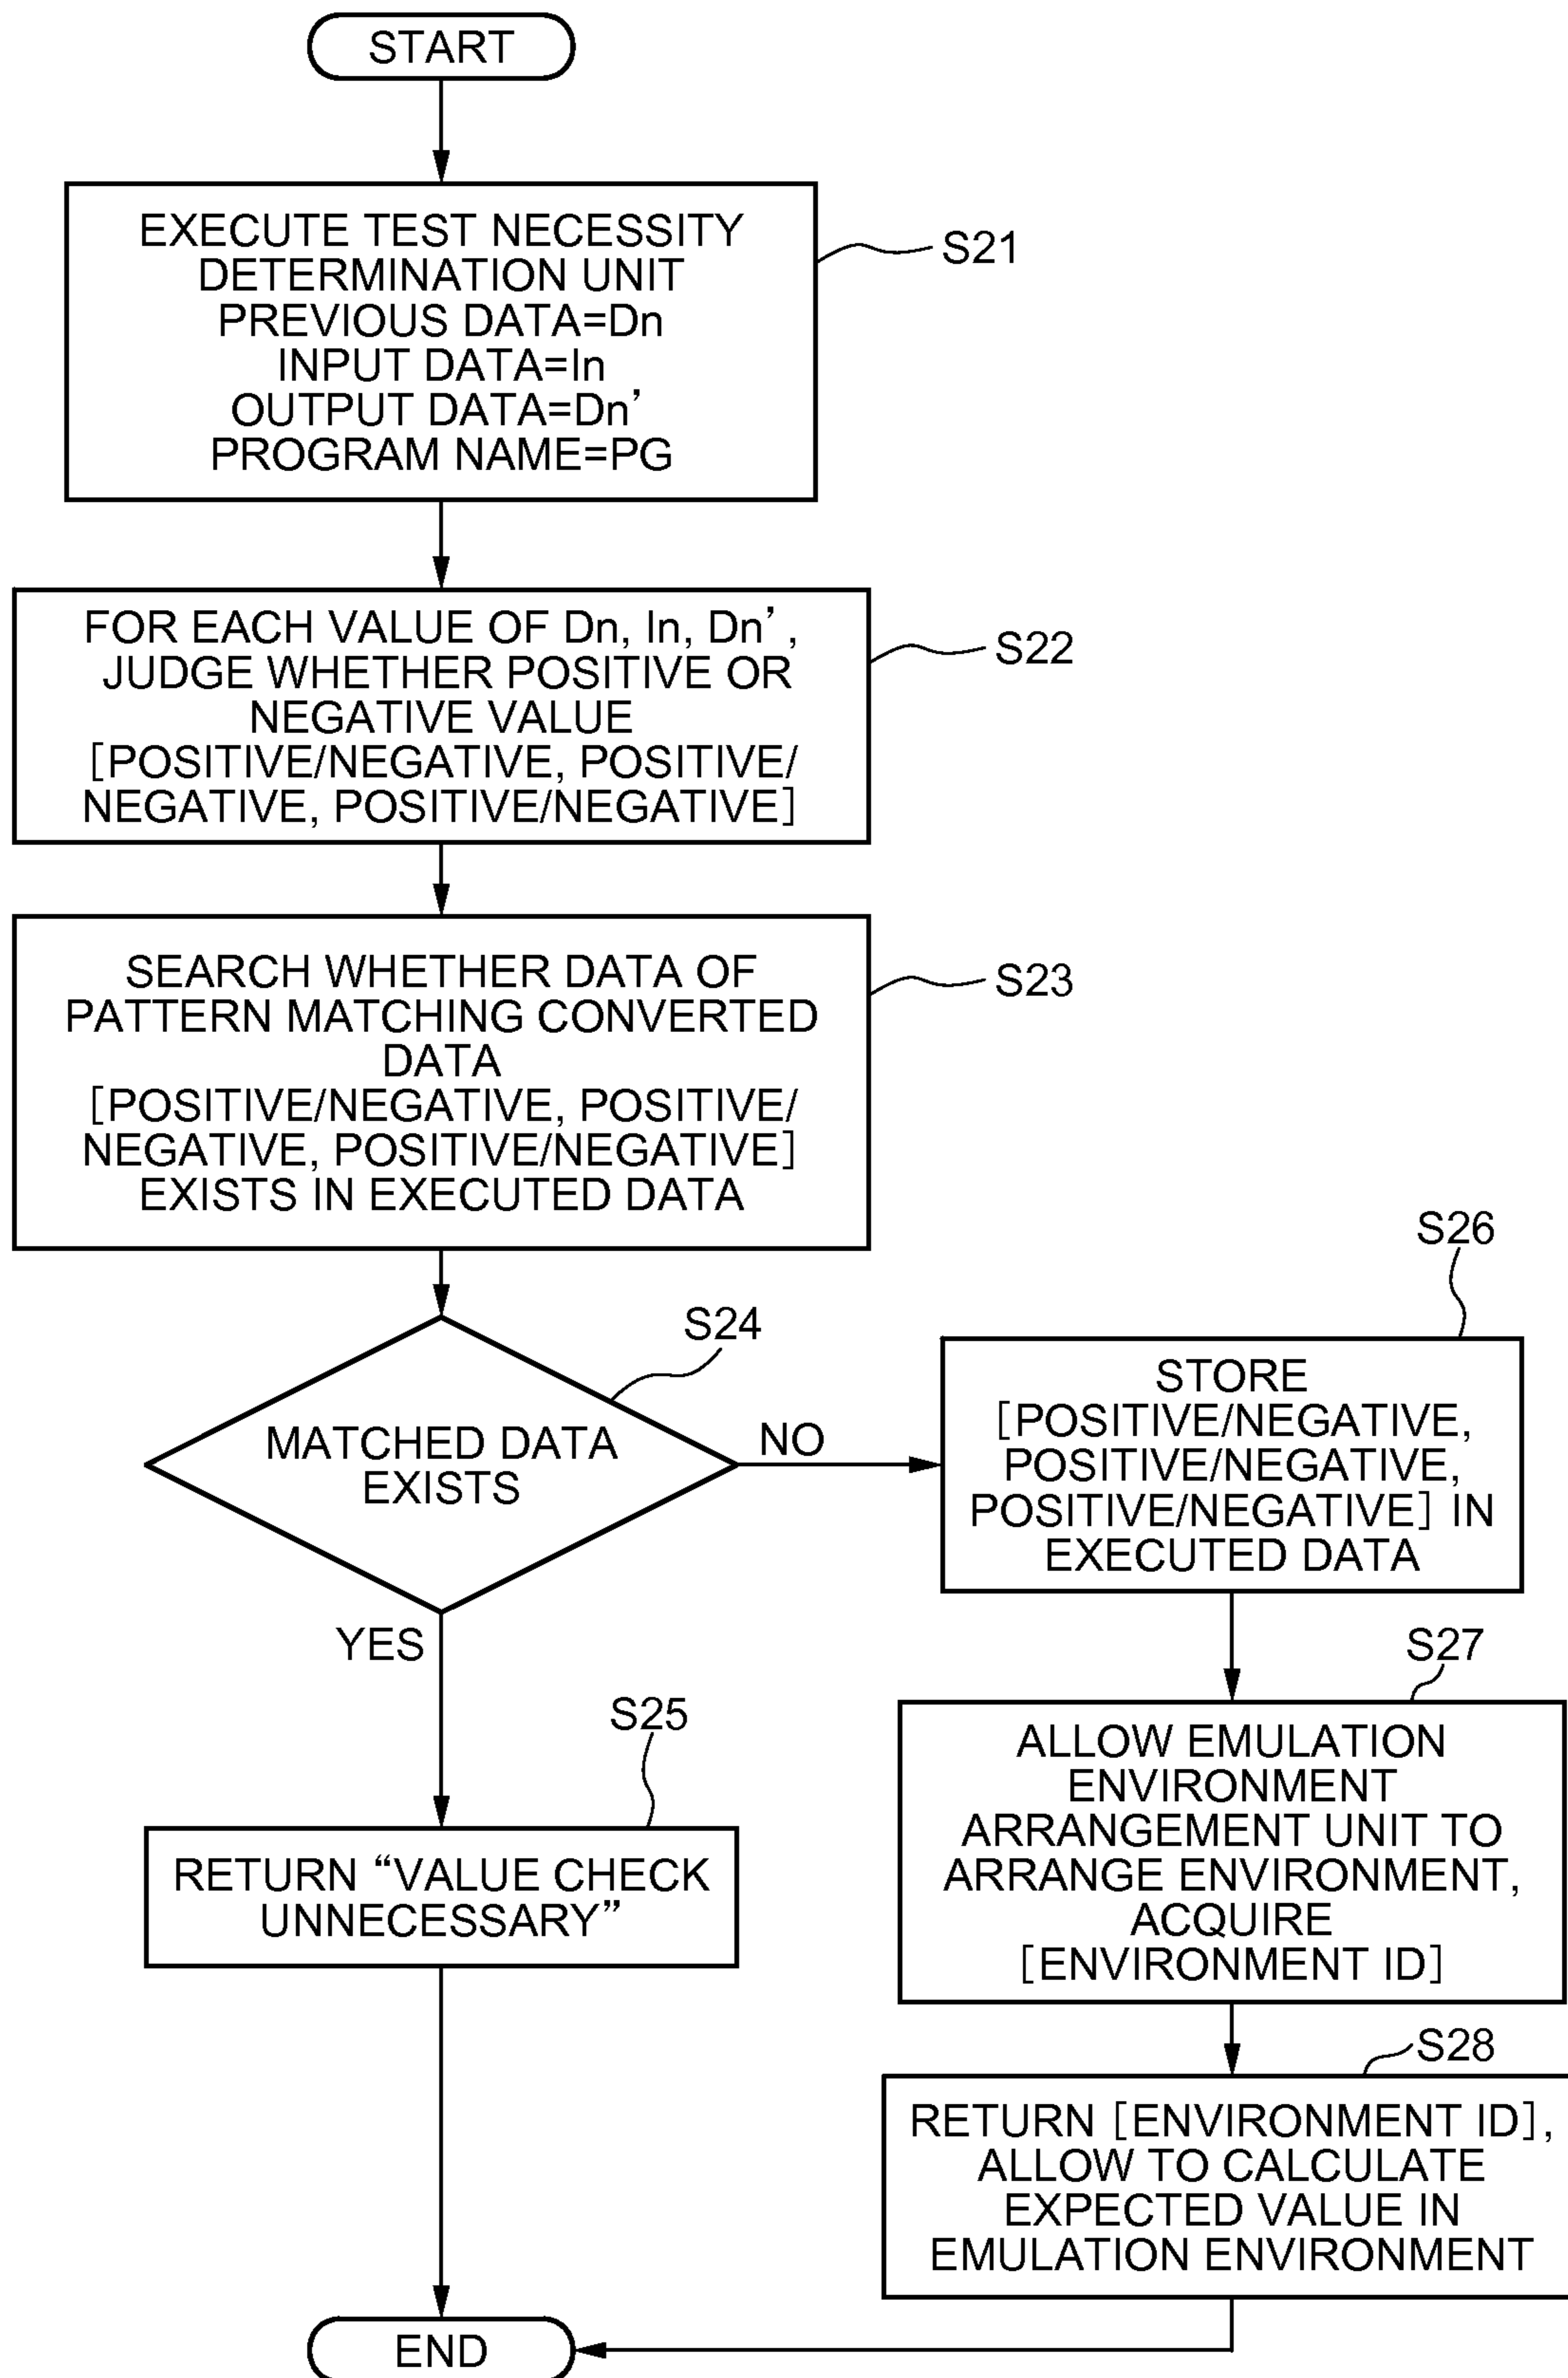 START
EXECUTE TEST NECESSITY
DETERMINATION UNIT
PREVIOUS DATA=Dn
INPUT DATA=In
OUTPUT DATA=Dn’
PROGRAM NAME=PG
S21
FOR EACH VALUE OF Dn, In, Dn’,
JUDGE WHETHER POSITIVE OR
NEGATIVE VALUE
[POSITIVE/NEGATIVE, POSITIVE/
NEGATIVE, POSITIVE/NEGATIVE]
S22
SEARCH WHETHER DATA OF
PATTERN MATCHING CONVERTED
DATA
[POSITIVE/NEGATIVE, POSITIVE/
NEGATIVE, POSITIVE/NEGATIVE]
EXISTS IN EXECUTED DATA
S23
S24
MATCHED DATA
EXISTS
NO
YES
S26
STORE
[POSITIVE/NEGATIVE,
POSITIVE/NEGATIVE,
POSITIVE/NEGATIVE] IN
EXECUTED DATA
S25
RETURN “VALUE CHECK
UNNECESSARY”
S27
ALLOW EMULATION
ENVIRONMENT
ARRANGEMENT UNIT TO
ARRANGE ENVIRONMENT,
ACQUIRE
[ENVIRONMENT ID]
S28
RETURN [ENVIRONMENT ID],
ALLOW TO CALCULATE
EXPECTED VALUE IN
EMULATION ENVIRONMENT
END